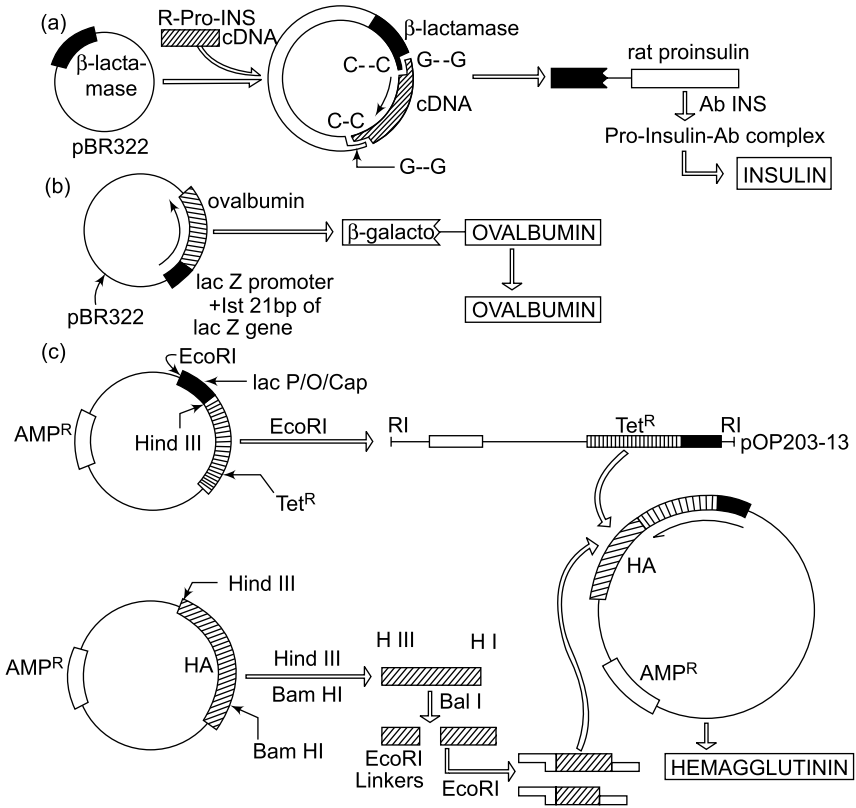 (a)
R-Pro-INS
cDNA
β-lacta-
mase
pBR322
β-lactamase
C--C
G--G
cDNA
C-C
G--G
rat proinsulin
Ab INS
Pro-Insulin-Ab complex
INSULIN
(b)
ovalbumin
pBR322
lac Z promoter
+Ist 21bp of
lac Z gene
β-galacto
OVALBUMIN
OVALBUMIN
(c)
EcoRI
lac P/O/Cap
AMPR
Hind III
TetR
EcoRI
RI
TetR
RI
pOP203-13
HA
AMPR
HEMAGGLUTININ
Hind III
AMPR
HA
Bam HI
Hind III
Bam HI
H III
H I
Bal I
EcoRI
Linkers
EcoRI